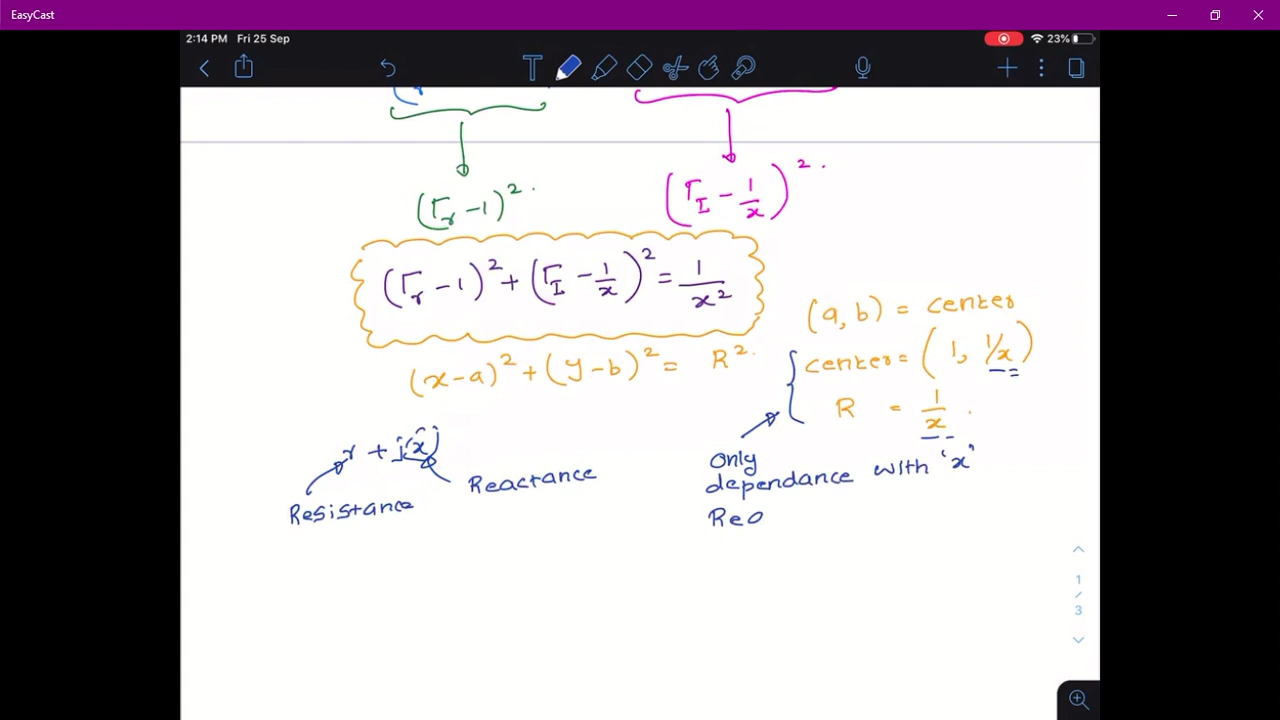 EasyCast
2:14 PM Fri 25 Sep
23%
(Γr - 1)².
(ΓI - 1/x)².
(Γr - 1)² + (ΓI - 1/x)² = 1/x²
(a, b) = center
(x-a)² + (y-b)² = R².
center = (1, 1/x)
R = 1/x .
r + j(x)
Resistance
Reactance
Only
dependance with 'x'
Reo
1
/
3